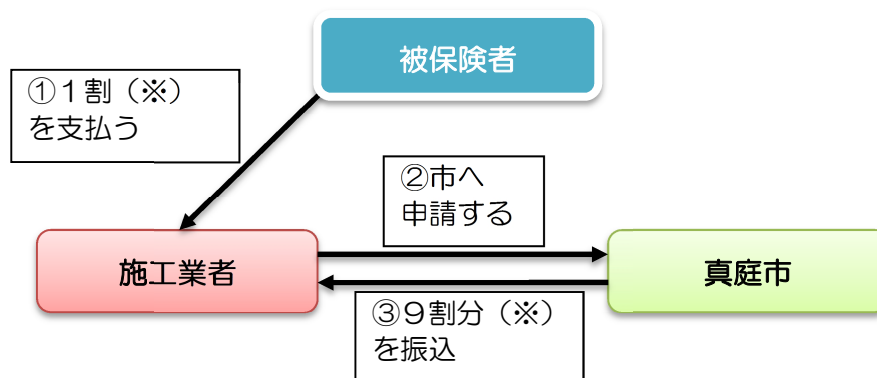 被保険者
①１割（※）
を支払う
②市へ
申請する
施工業者
真庭市
③９割分（※）
を振込